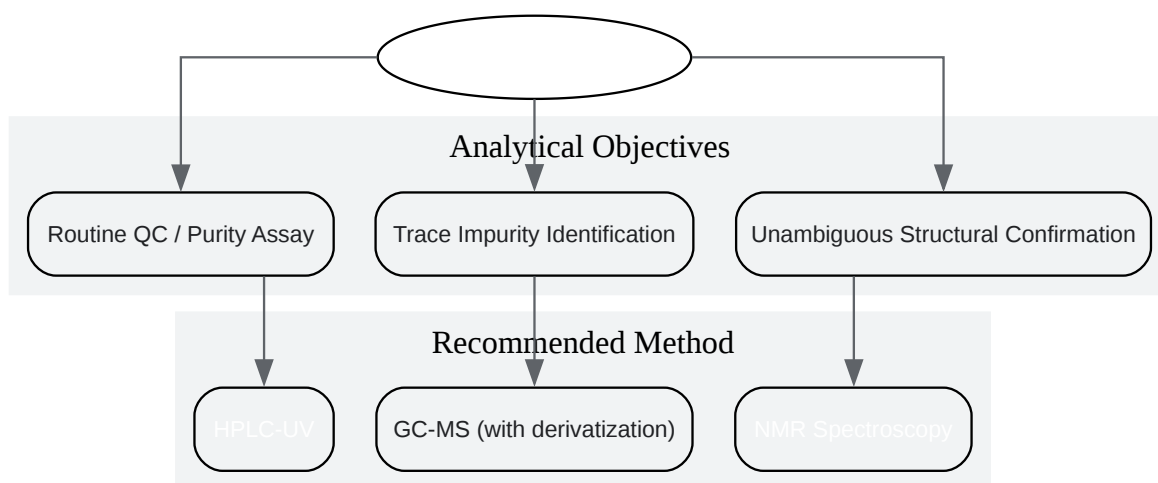 Analytical Objectives
Routine QC / Purity Assay
Trace Impurity Identification
Unambiguous Structural Confirmation
Recommended Method
HPLC-UV
GC-MS (with derivatization)
NMR Spectroscopy